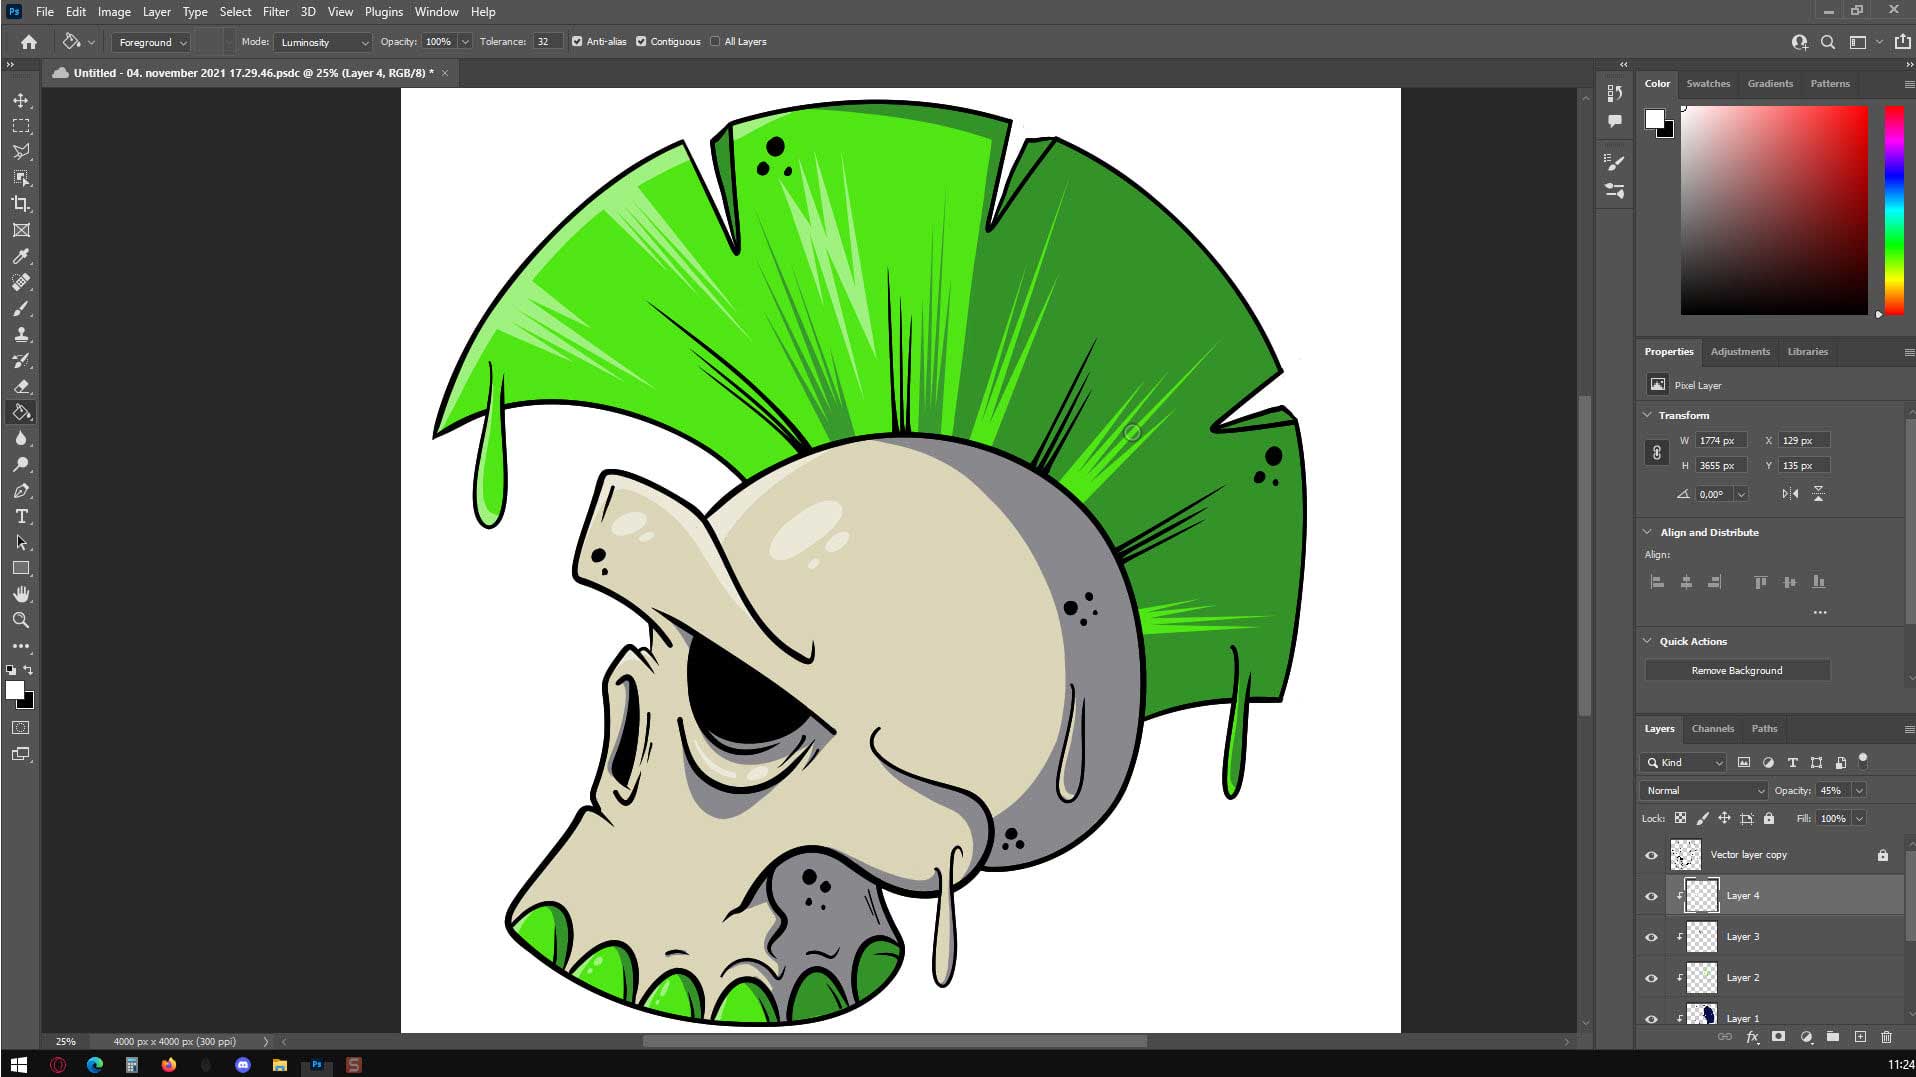 Ps File Edit Image Layer Type Select Filter 3D View Plugins Window Help
Foreground Mode: Luminosity Opacity: 100% Tolerance: 32 Anti-alias Contiguous All Layers
Untitled - 04. november 2021 17.29.46.psdc @ 25% (Layer 4, RGB/8) * ×
Color Swatches Gradients Patterns
Properties Adjustments Libraries
Pixel Layer
Transform
W 1774 px X 129 px
H 3655 px Y 135 px
0,00°
Align and Distribute
Align:
Quick Actions
Remove Background
Layers Channels Paths
Kind
Normal Opacity: 45%
Lock: Fill: 100%
Vector layer copy
Layer 4
Layer 3
Layer 2
Layer 1
25% 4000 px x 4000 px (300 ppi)
Ps S 11:24